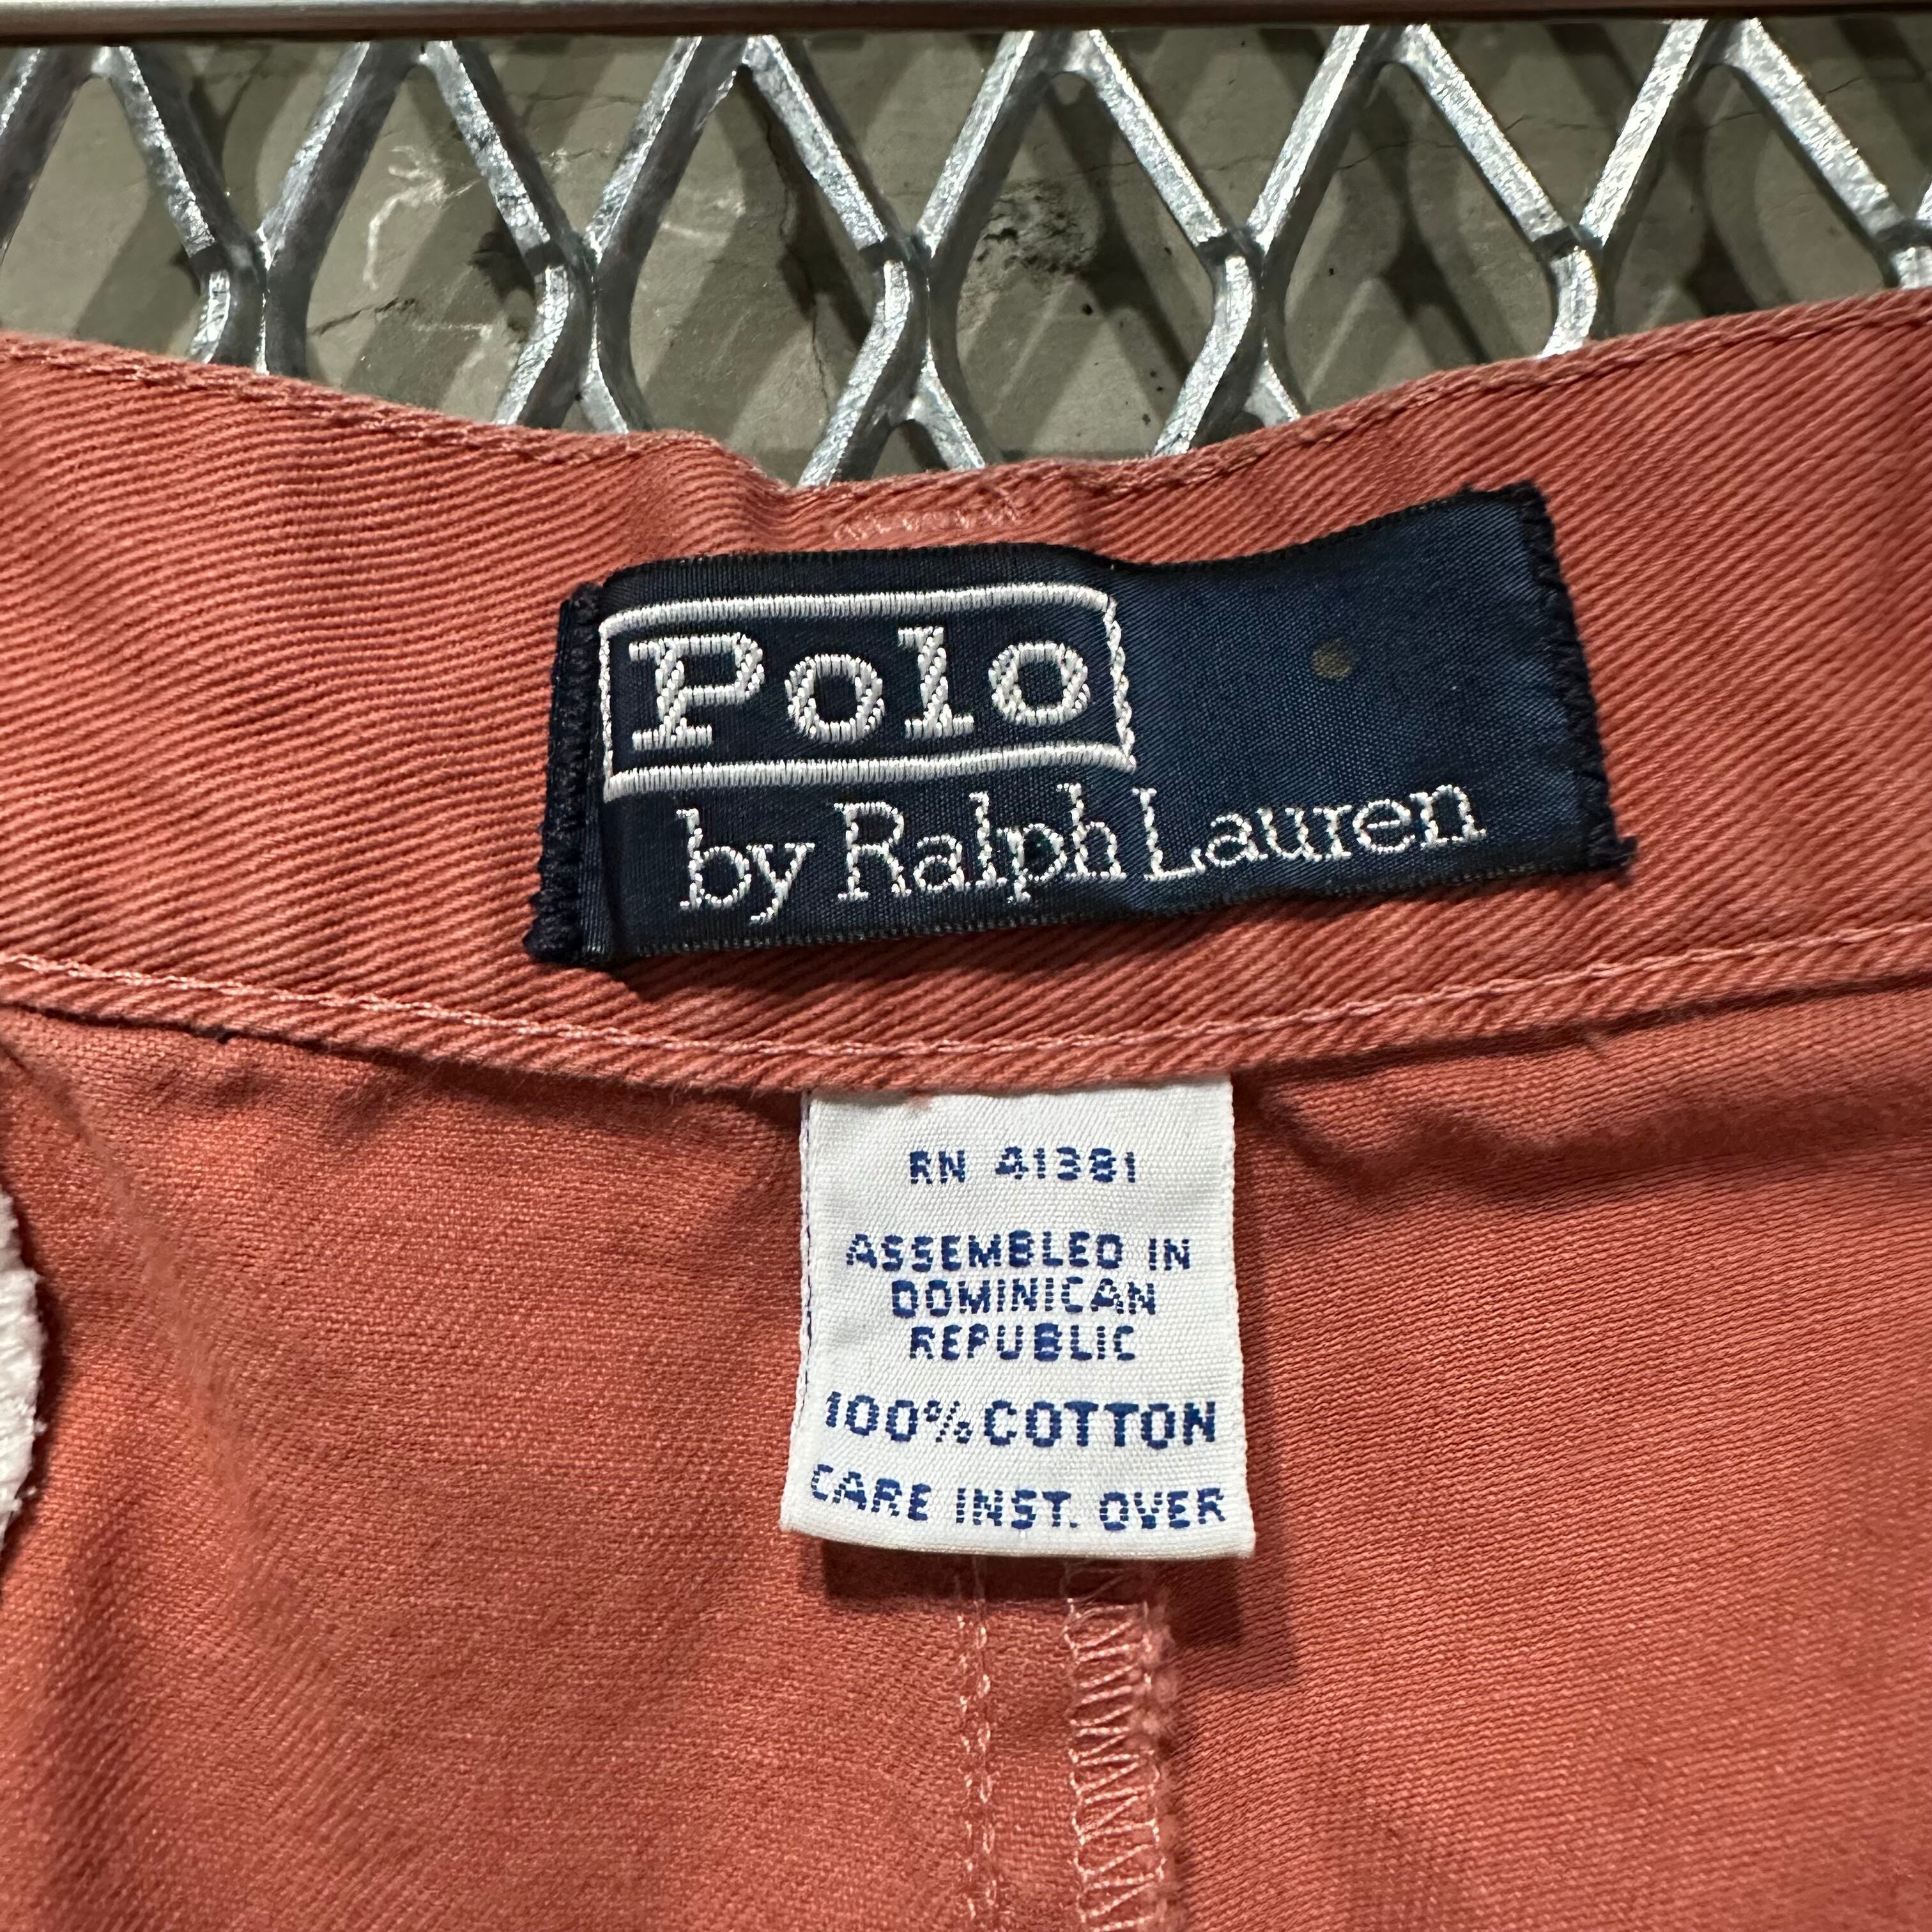 Polo
by Ralph Lauren
RN 41381
ASSEMBLED IN
DOMINICAN
REPUBLIC
100% COTTON
CARE INST. OVER